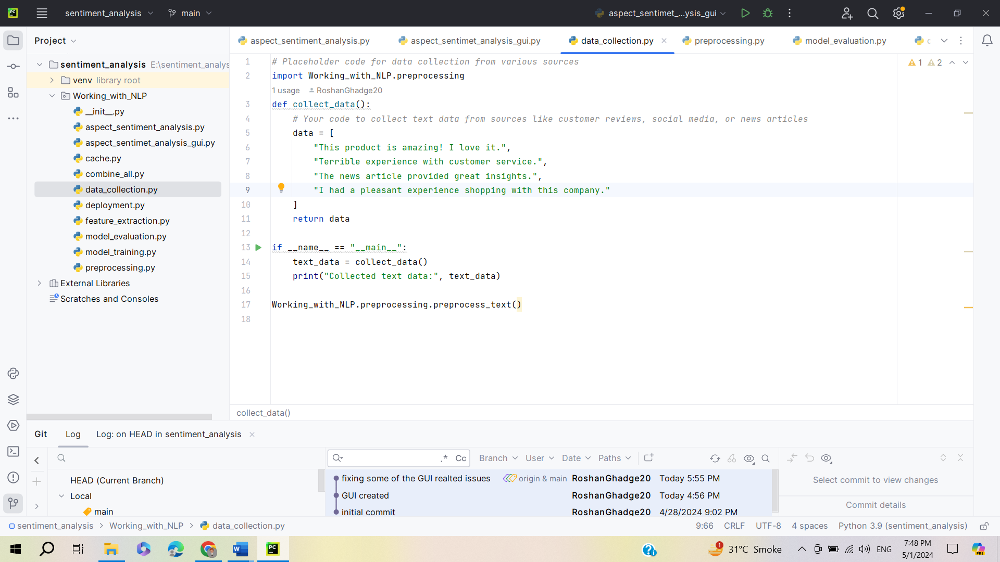 PC
sentiment_analysis
main
aspect_sentimet_...ysis_gui
Project
aspect_sentiment_analysis.py
aspect_sentimet_analysis_gui.py
data_collection.py
preprocessing.py
model_evaluation.py
sentiment_analysis E:\sentiment_analys
venv library root
Working_with_NLP
__init__.py
aspect_sentiment_analysis.py
aspect_sentimet_analysis_gui.py
cache.py
combine_all.py
data_collection.py
deployment.py
feature_extraction.py
model_evaluation.py
model_training.py
preprocessing.py
External Libraries
Scratches and Consoles
1 # Placeholder code for data collection from various sources
2 import Working_with_NLP.preprocessing
1 usage RoshanGhadge20
3 def collect_data():
4 # Your code to collect text data from sources like customer reviews, social media, or news articles
5 data = [
6 "This product is amazing! I love it.",
7 "Terrible experience with customer service.",
8 "The news article provided great insights.",
9 "I had a pleasant experience shopping with this company."
10 ]
11 return data
12
13 if __name__ == "__main__":
14 text_data = collect_data()
15 print("Collected text data:", text_data)
16
17 Working_with_NLP.preprocessing.preprocess_text()
18
1 2
collect_data()
Git Log Log: on HEAD in sentiment_analysis
.* Cc Branch User Date Paths
HEAD (Current Branch)
Local
main
fixing some of the GUI realted issues origin & main RoshanGhadge20 Today 5:55 PM
GUI created RoshanGhadge20 Today 4:56 PM
initial commit RoshanGhadge20 4/28/2024 9:02 PM
Select commit to view changes
Commit details
sentiment_analysis > Working_with_NLP > data_collection.py
9:66 CRLF UTF-8 4 spaces Python 3.9 (sentiment_analysis)
W
PC
1
31°C Smoke
ENG
7:48 PM
5/1/2024
PRE